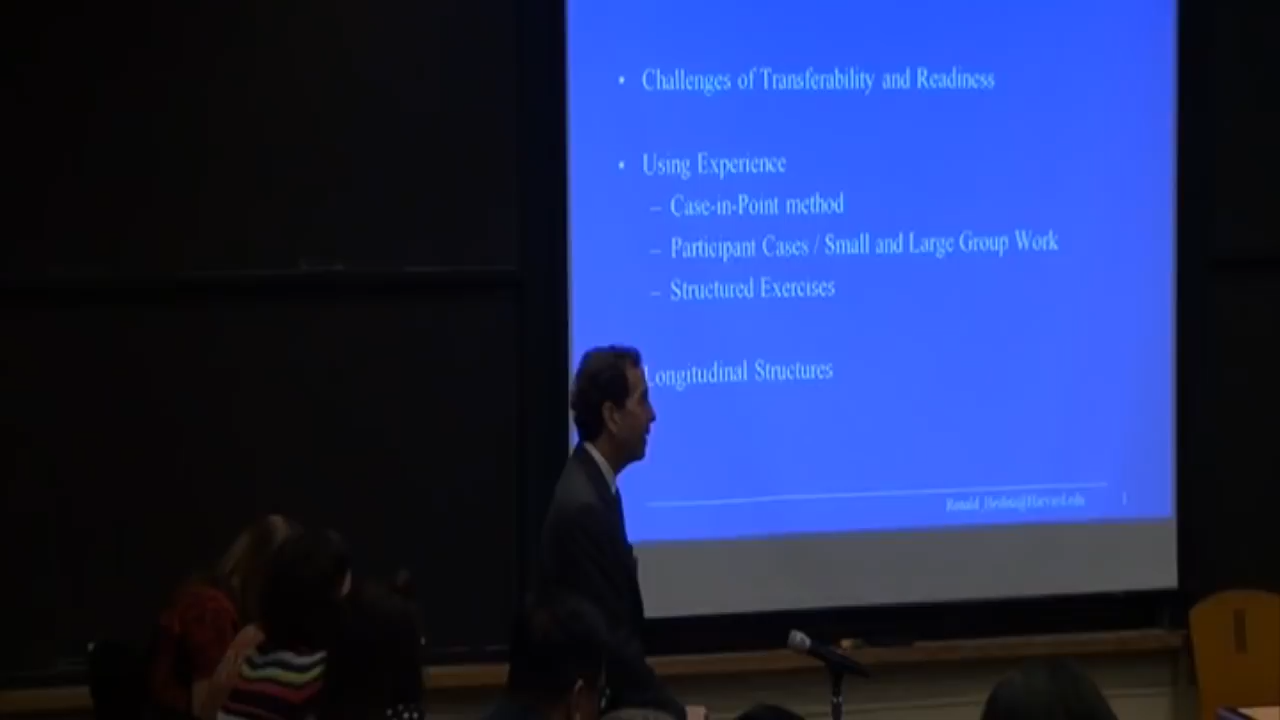 • Challenges of Transferability and Readiness
• Using Experience
– Case-in-Point method
– Participant Cases / Small and Large Group Work
– Structured Exercises
Longitudinal Structures
1